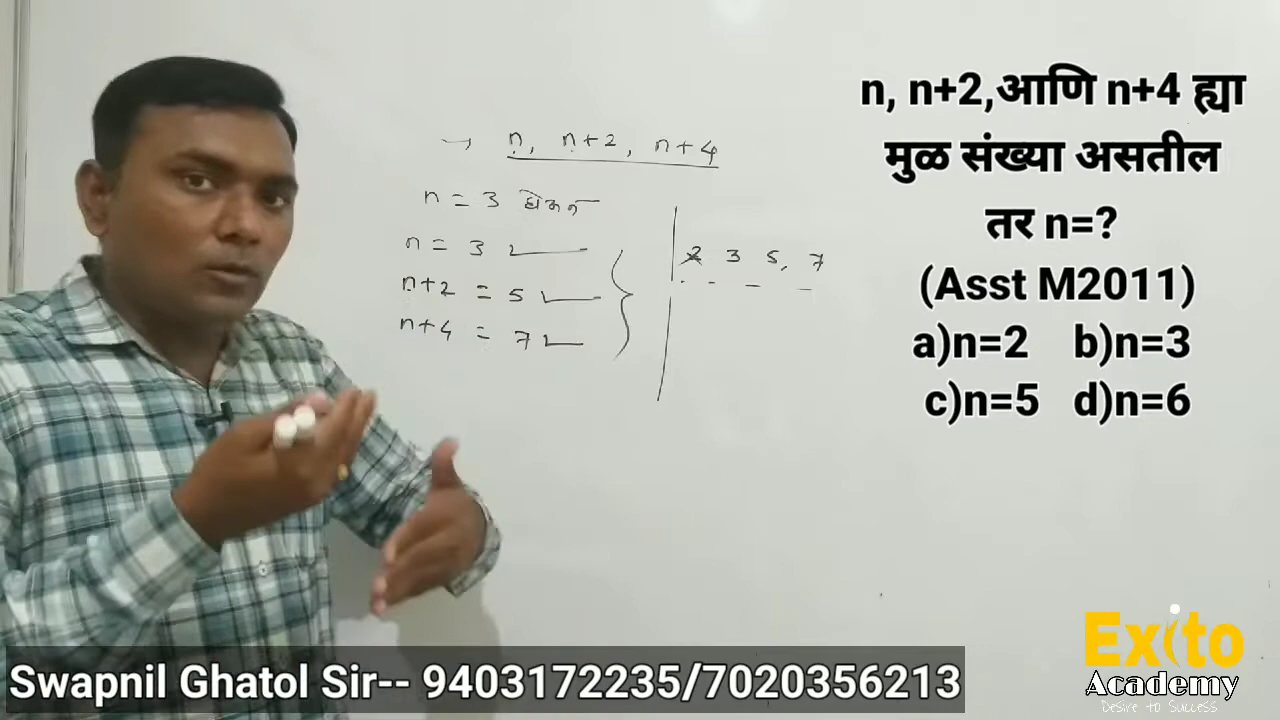 → n, n+2, n+4
n = 3 घेऊन
n = 3
n+2 = 5
n+4 = 7
2 3 5, 7
n, n+2,आणि n+4 ह्या
मुळ संख्या असतील
तर n=?
(Asst M2011)
a)n=2 b)n=3
c)n=5 d)n=6
Swapnil Ghatol Sir-- 9403172235/7020356213
Exito
Academy
Desire to Success